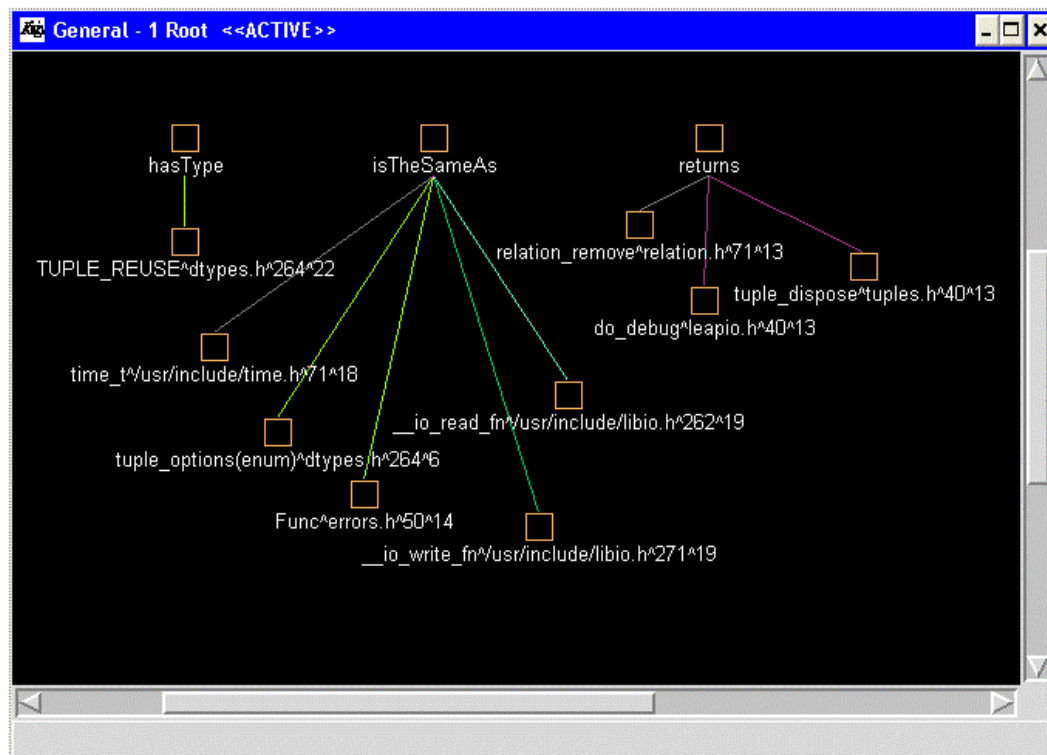 General - 1 Root <<ACTIVE>>
hasType
isTheSameAs
returns
TUPLE_REUSE^dtypes.h^264^22
relation_remove^relation.h^71^13
tuple_dispose^tuples.h^40^13
do_debug^leapio.h^40^13
time_t^/usr/include/time.h^71^18
__io_read_fn^/usr/include/libio.h^262^19
tuple_options(enum)^dtypes.h^264^6
Func^errors.h^50^14
__io_write_fn^/usr/include/libio.h^271^19